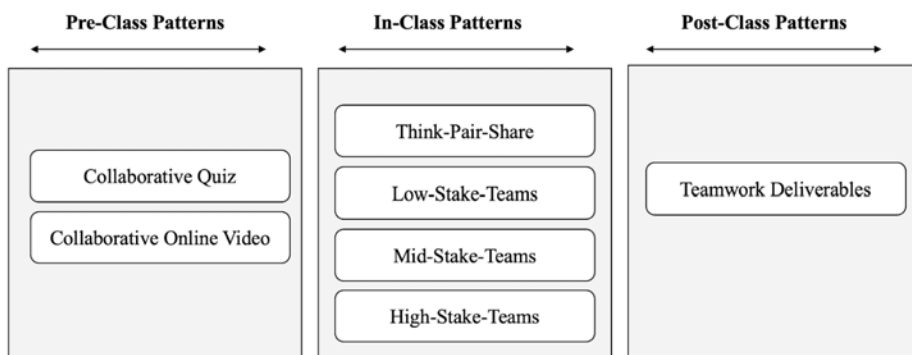 Pre-Class Patterns
In-Class Patterns
Post-Class Patterns
Collaborative Quiz
Collaborative Online Video
Think-Pair-Share
Low-Stake-Teams
Mid-Stake-Teams
High-Stake-Teams
Teamwork Deliverables